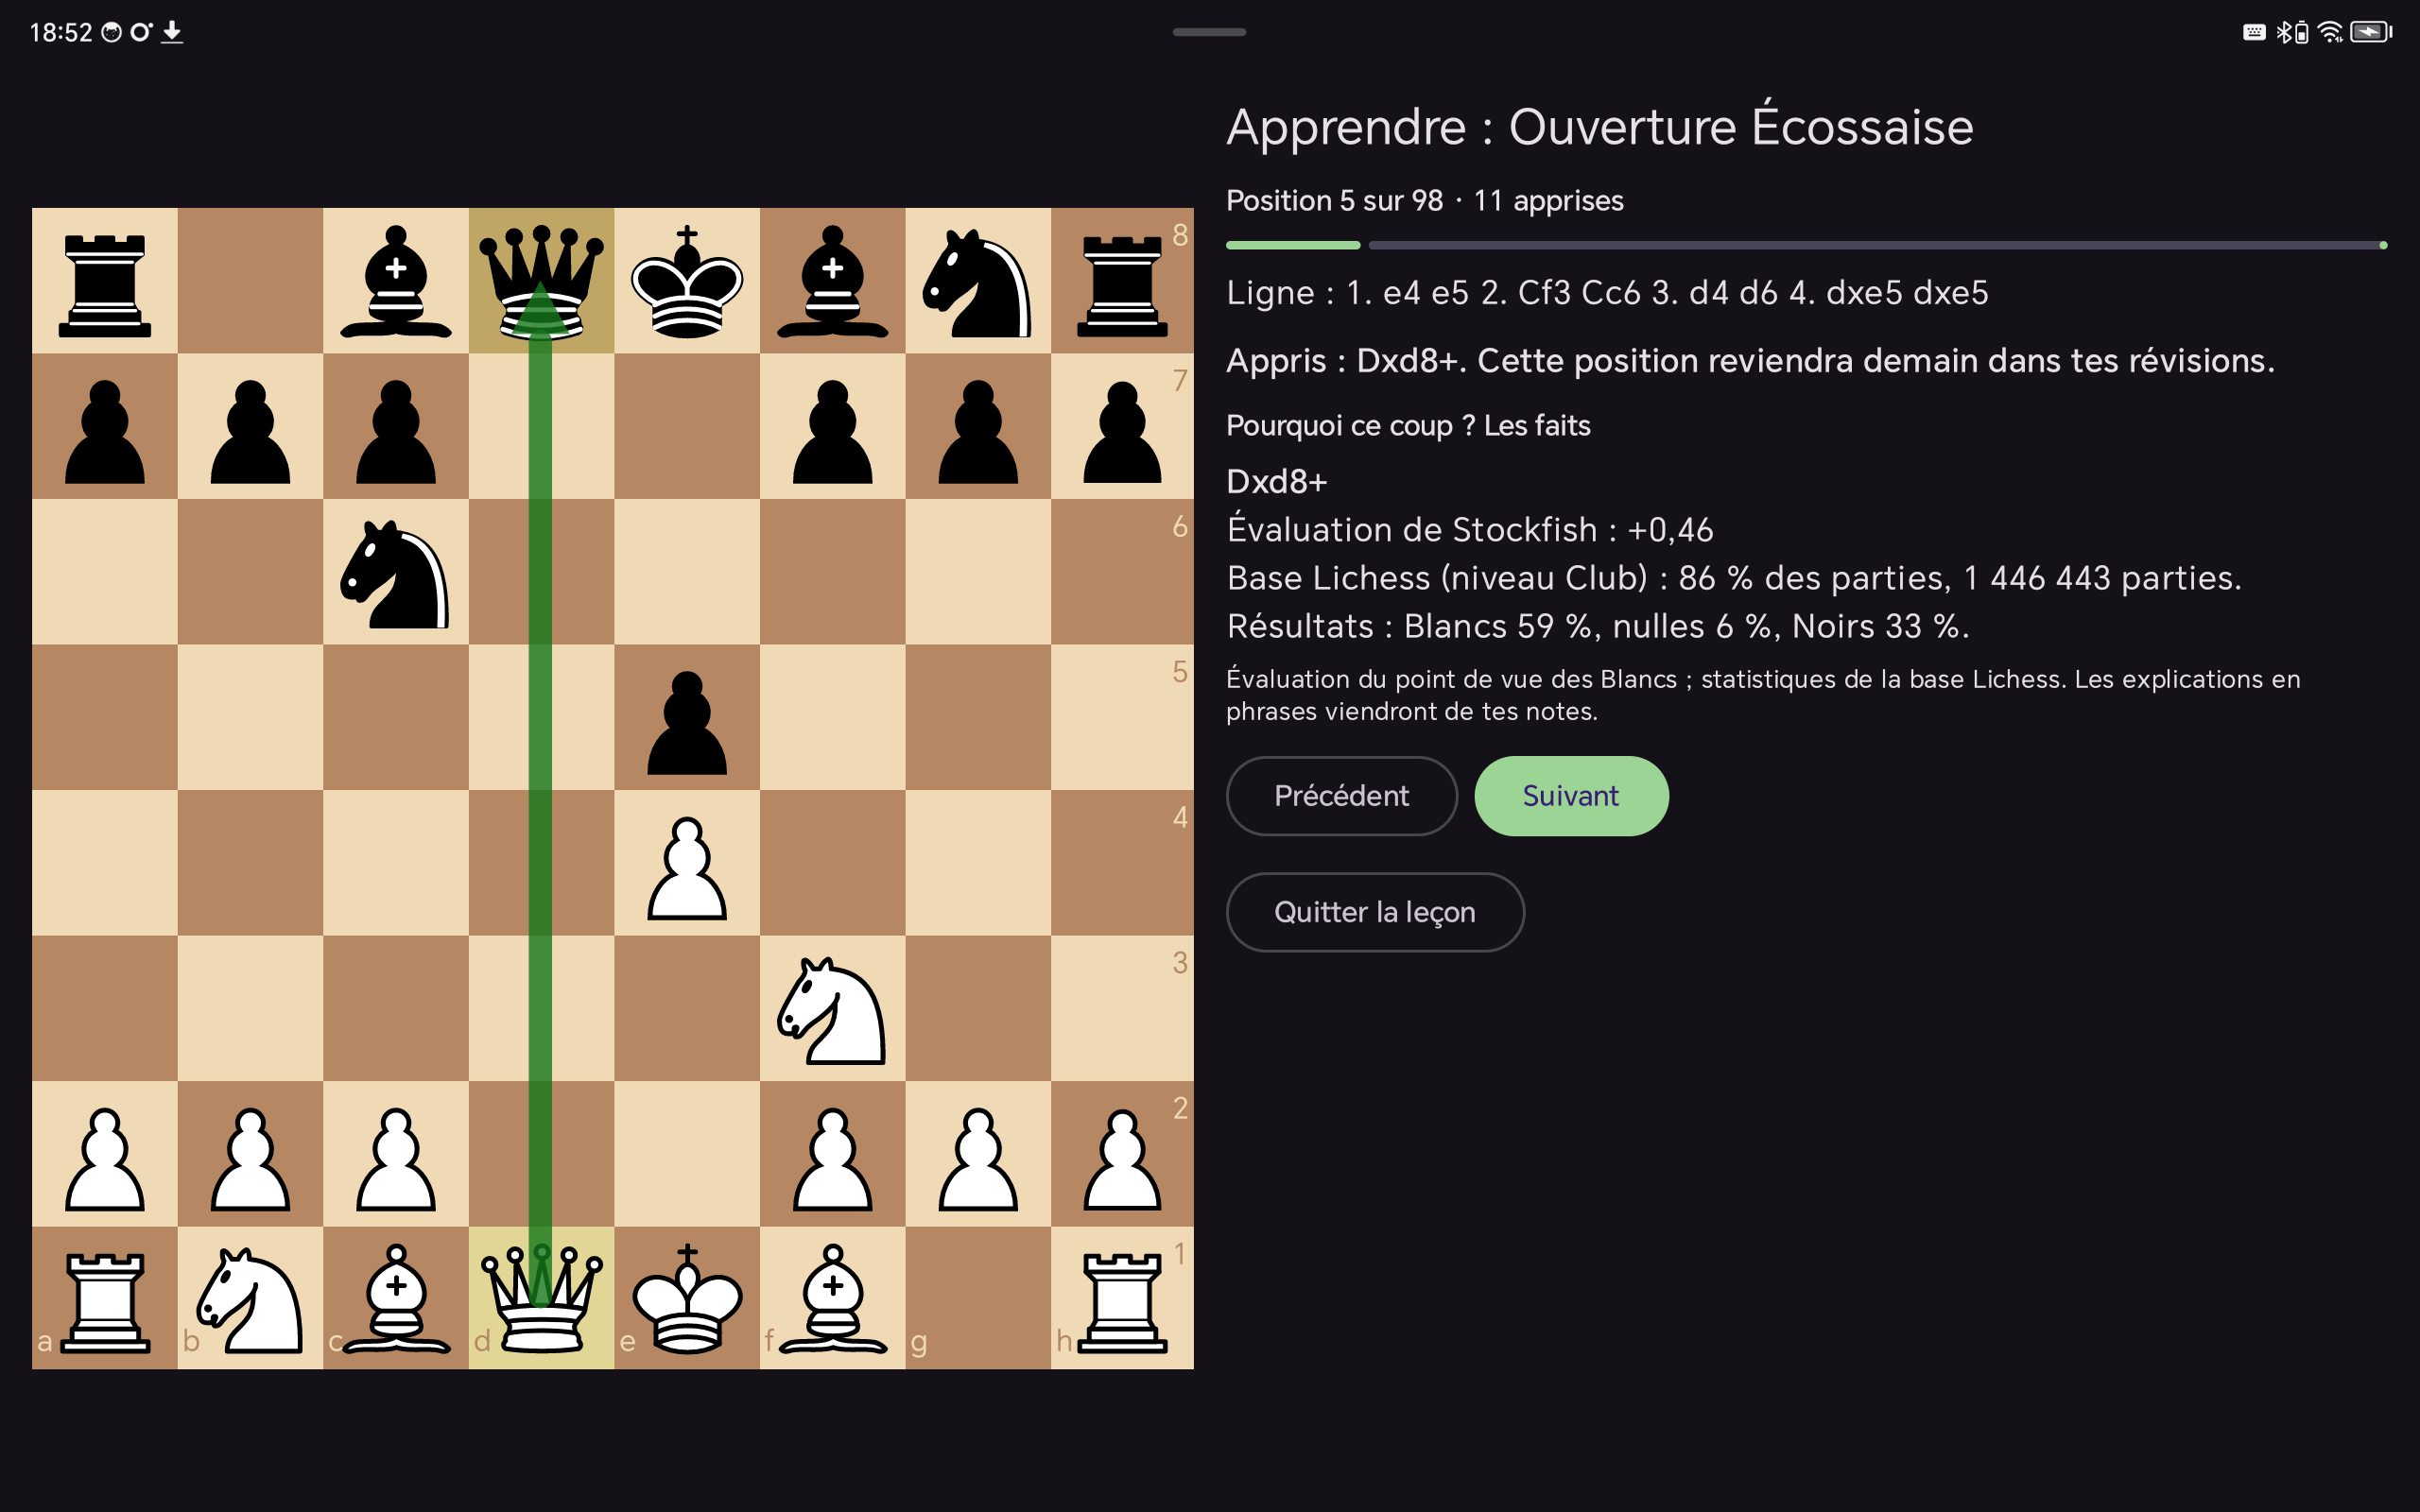 18:52
Apprendre : Ouverture Écossaise
Position 5 sur 98 · 11 apprises
Ligne : 1. e4 e5 2. Cf3 Cc6 3. d4 d6 4. dxe5 dxe5
Appris : Dxd8+. Cette position reviendra demain dans tes révisions.
Pourquoi ce coup ? Les faits
Dxd8+
Évaluation de Stockfish : +0,46
Base Lichess (niveau Club) : 86 % des parties, 1 446 443 parties.
Résultats : Blancs 59 %, nulles 6 %, Noirs 33 %.
Évaluation du point de vue des Blancs ; statistiques de la base Lichess. Les explications en
phrases viendront de tes notes.
Précédent Suivant
Quitter la leçon
8
7
6
5
4
3
2
1
a b c d e f g h